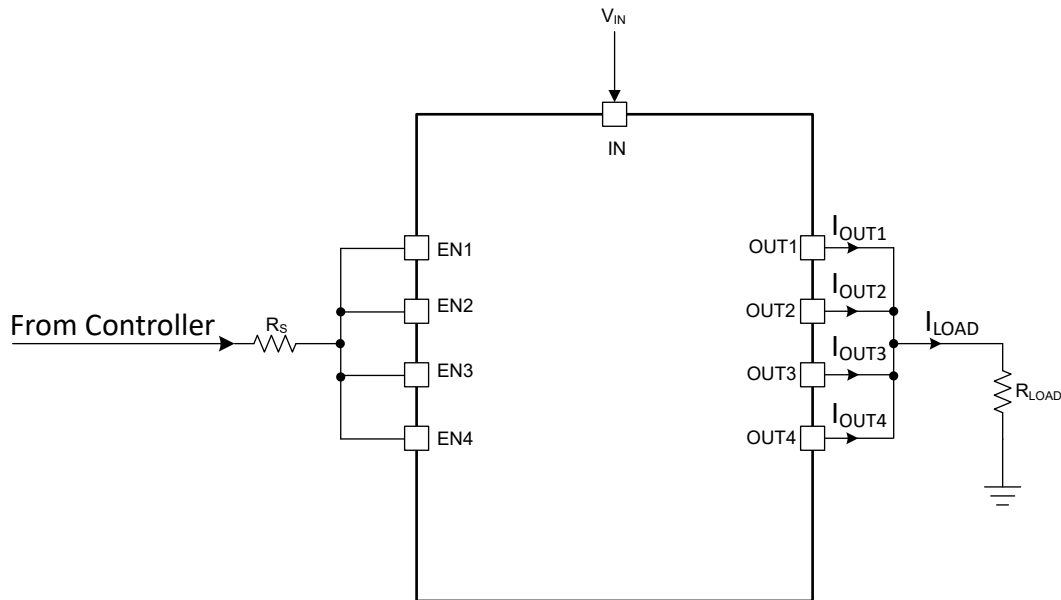 VIN
IN
EN1
EN2
EN3
EN4
From Controller
RS
OUT1
OUT2
OUT3
OUT4
IOUT1
IOUT2
IOUT3
IOUT4
ILOAD
RLOAD